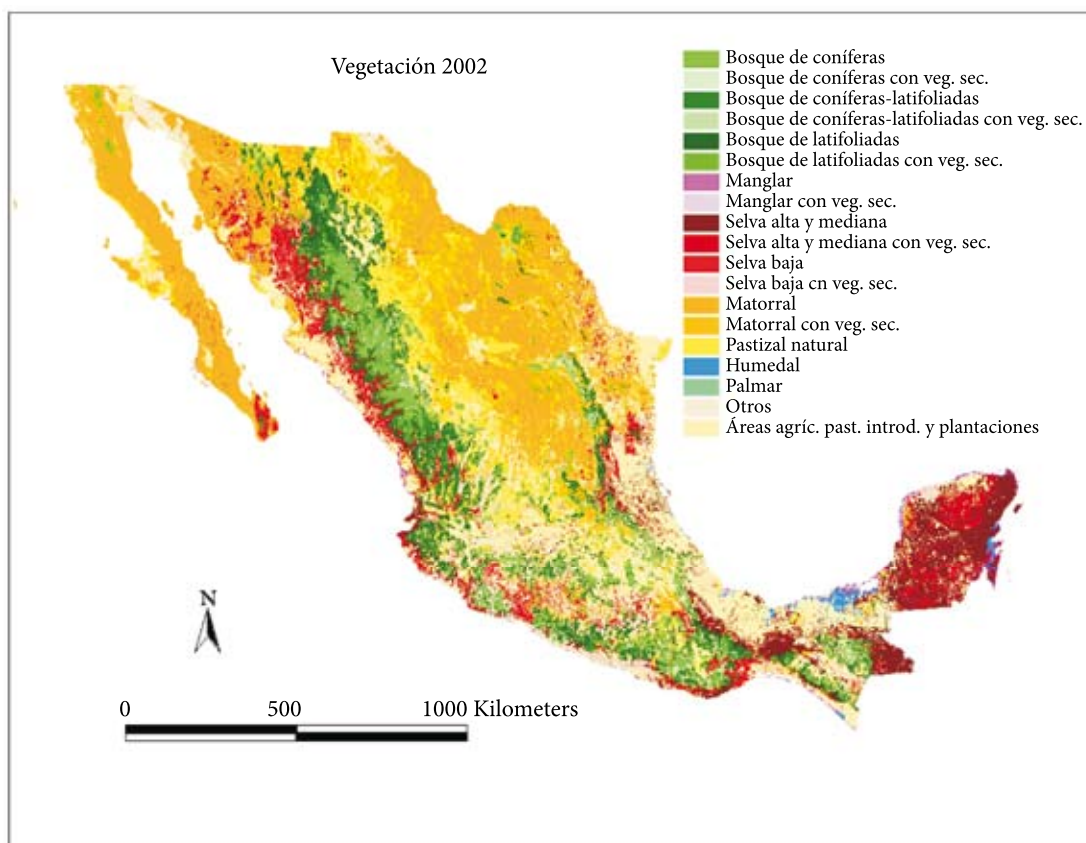 Vegetación 2002
Bosque de coníferas
Bosque de coníferas con veg. sec.
Bosque de coníferas-latifoliadas
Bosque de coníferas-latifoliadas con veg. sec.
Bosque de latifoliadas
Bosque de latifoliadas con veg. sec.
Manglar
Manglar con veg. sec.
Selva alta y mediana
Selva alta y mediana con veg. sec.
Selva baja
Selva baja cn veg. sec.
Matorral
Matorral con veg. sec.
Pastizal natural
Humedal
Palmar
Otros
Áreas agríc. past. introd. y plantaciones
N
0 500 1000 Kilometers